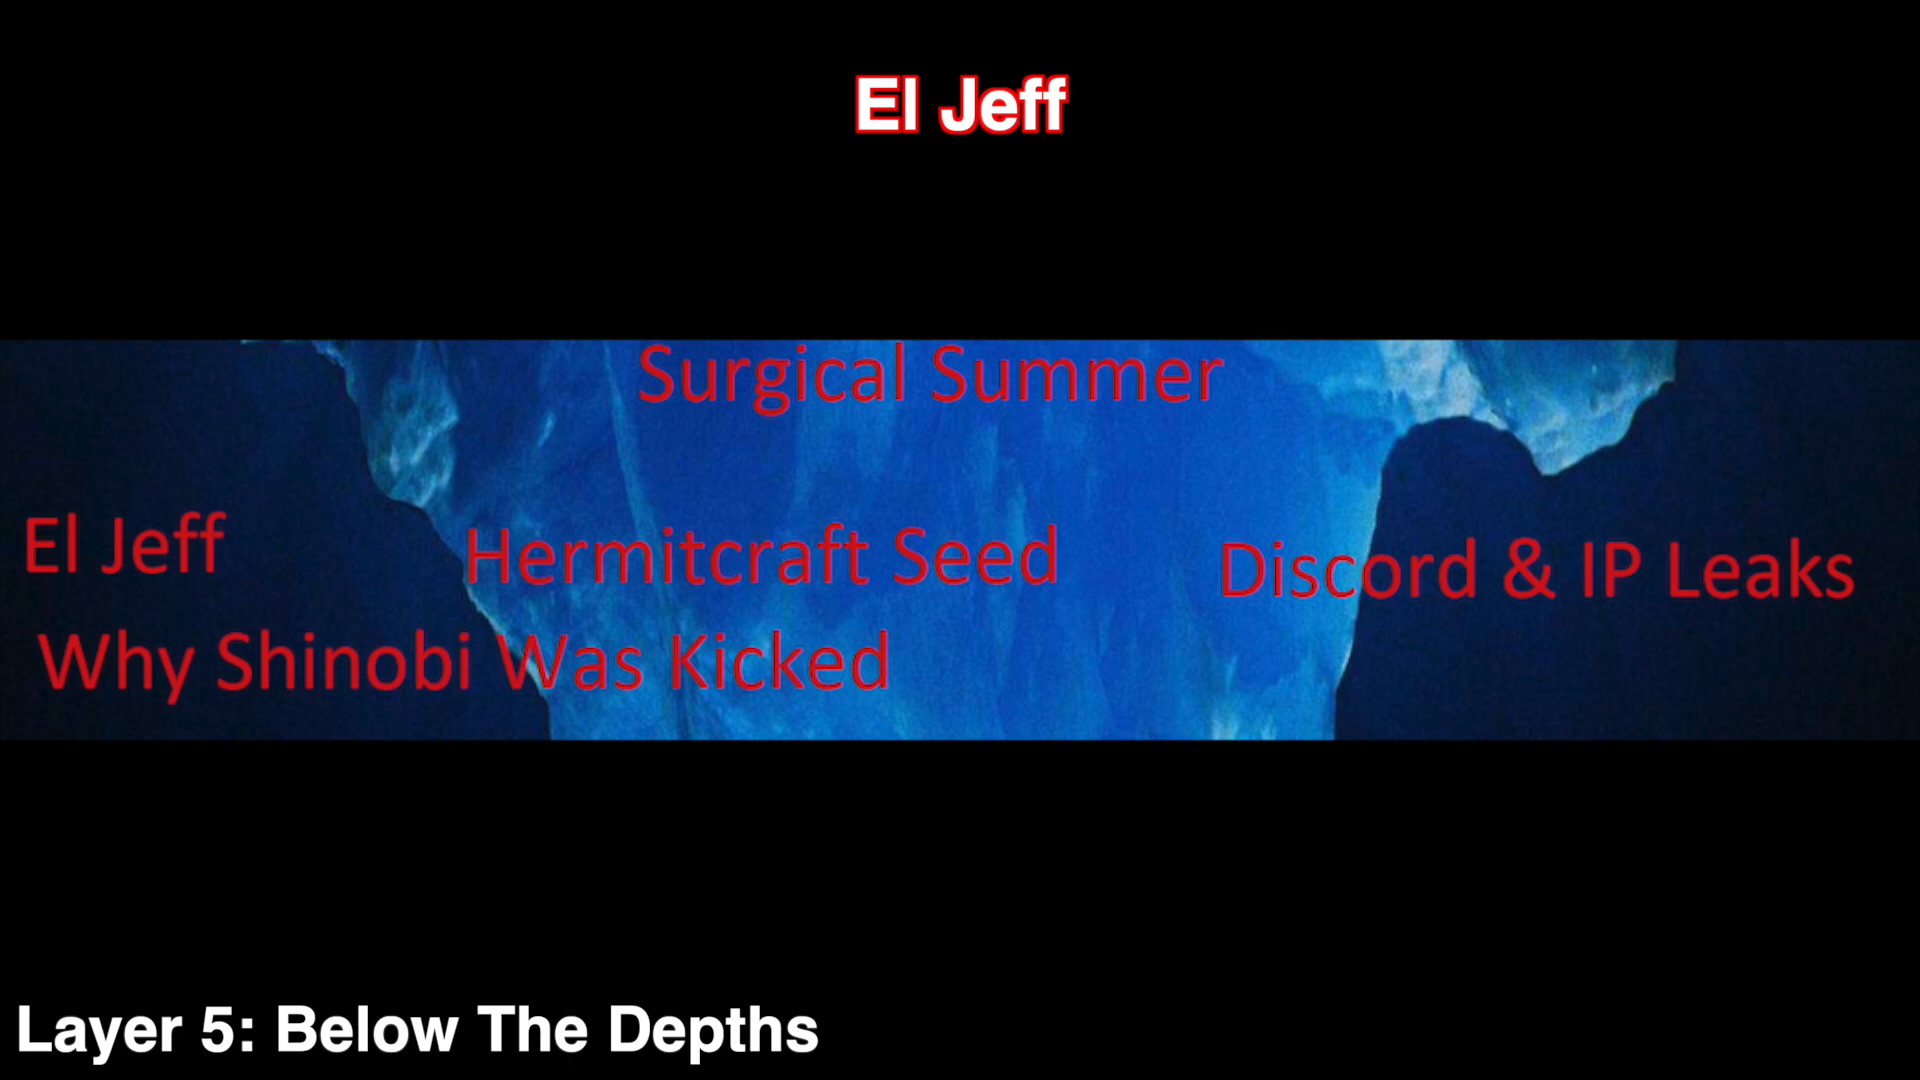 El Jeff
Surgical Summer
El Jeff
Hermitcraft Seed
Discord & IP Leaks
Why Shinobi Was Kicked
Layer 5: Below The Depths